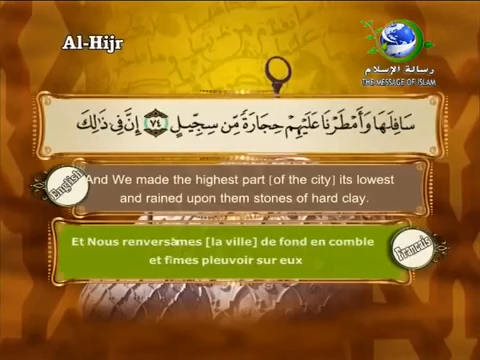 Al-Hijr
رسالة الإسلام
THE MESSAGE OF ISLAM
سَافِلَهَا وَأَمْطَرْنَا عَلَيْهِمْ حِجَارَةً مِّن سِجِّيلٍ ﴿٧٤﴾ إِنَّ فِي ذَٰلِكَ
English
And We made the highest part [of the city] its lowest
and rained upon them stones of hard clay.
Et Nous renversàmes [la ville] de fond en comble
et fîmes pleuvoir sur eux
Francais